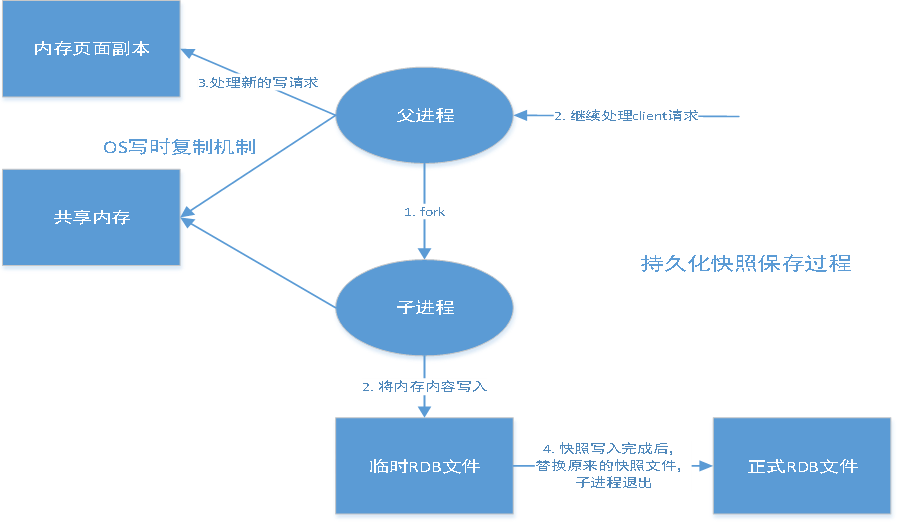 内存页面副本
3.处理新的写请求
父进程
2. 继续处理client请求
OS写时复制机制
共享内存
1. fork
持久化快照保存过程
子进程
2. 将内存内容写入
临时RDB文件
4. 快照写入完成后,
替换原来的快照文件,
子进程退出
正式RDB文件